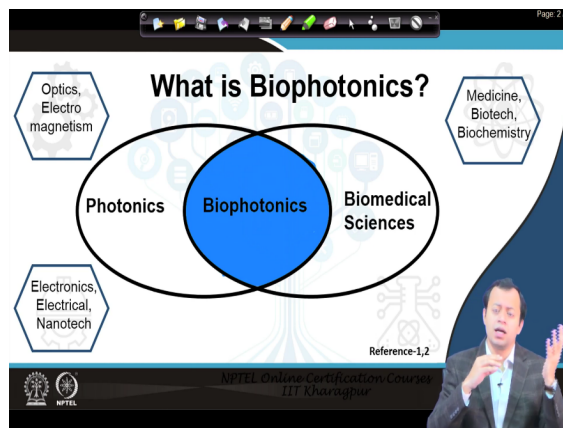 Page: 2
What is Biophotonics?
Optics,
Electro
magnetism
Medicine,
Biotech,
Biochemistry
Photonics
Biophotonics
Biomedical
Sciences
Electronics,
Electrical,
Nanotech
Reference-1,2
NPTEL
NPTEL Online Certification Courses
IIT Kharagpur